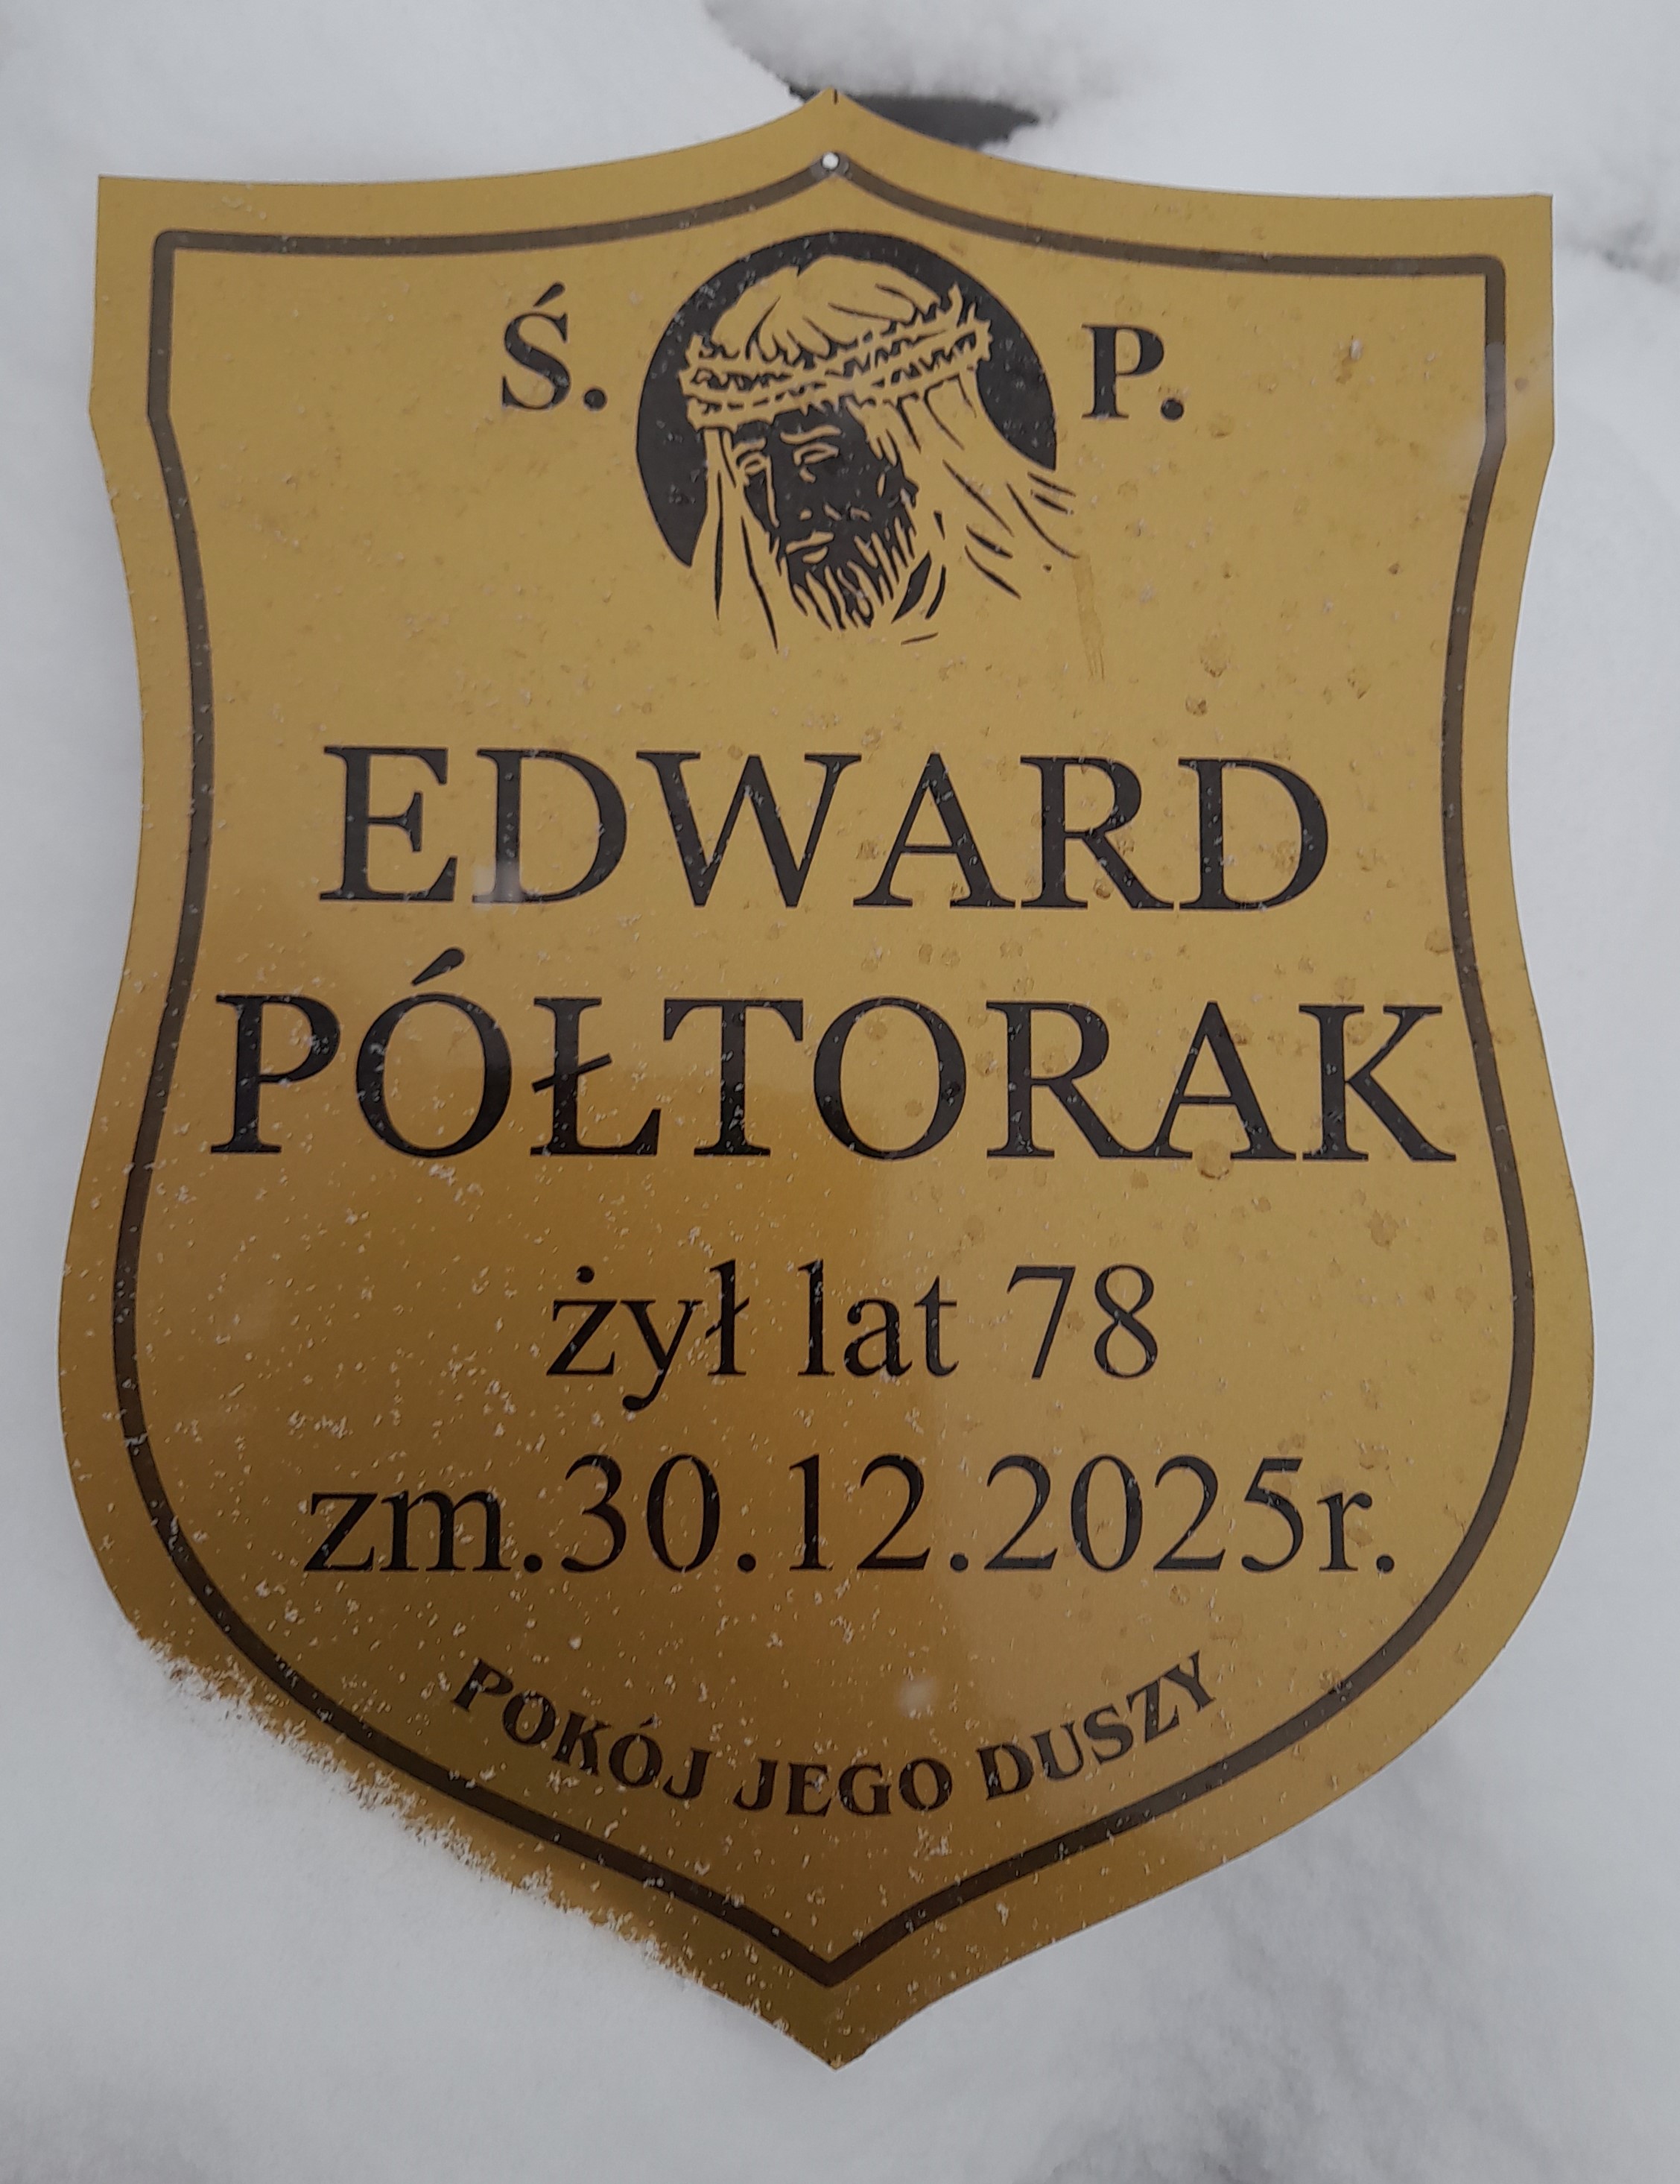 Ś. P.
EDWARD
PÓŁTORAK
żył lat 78
zm.30.12.2025r.
POKÓJ JEGO DUSZY